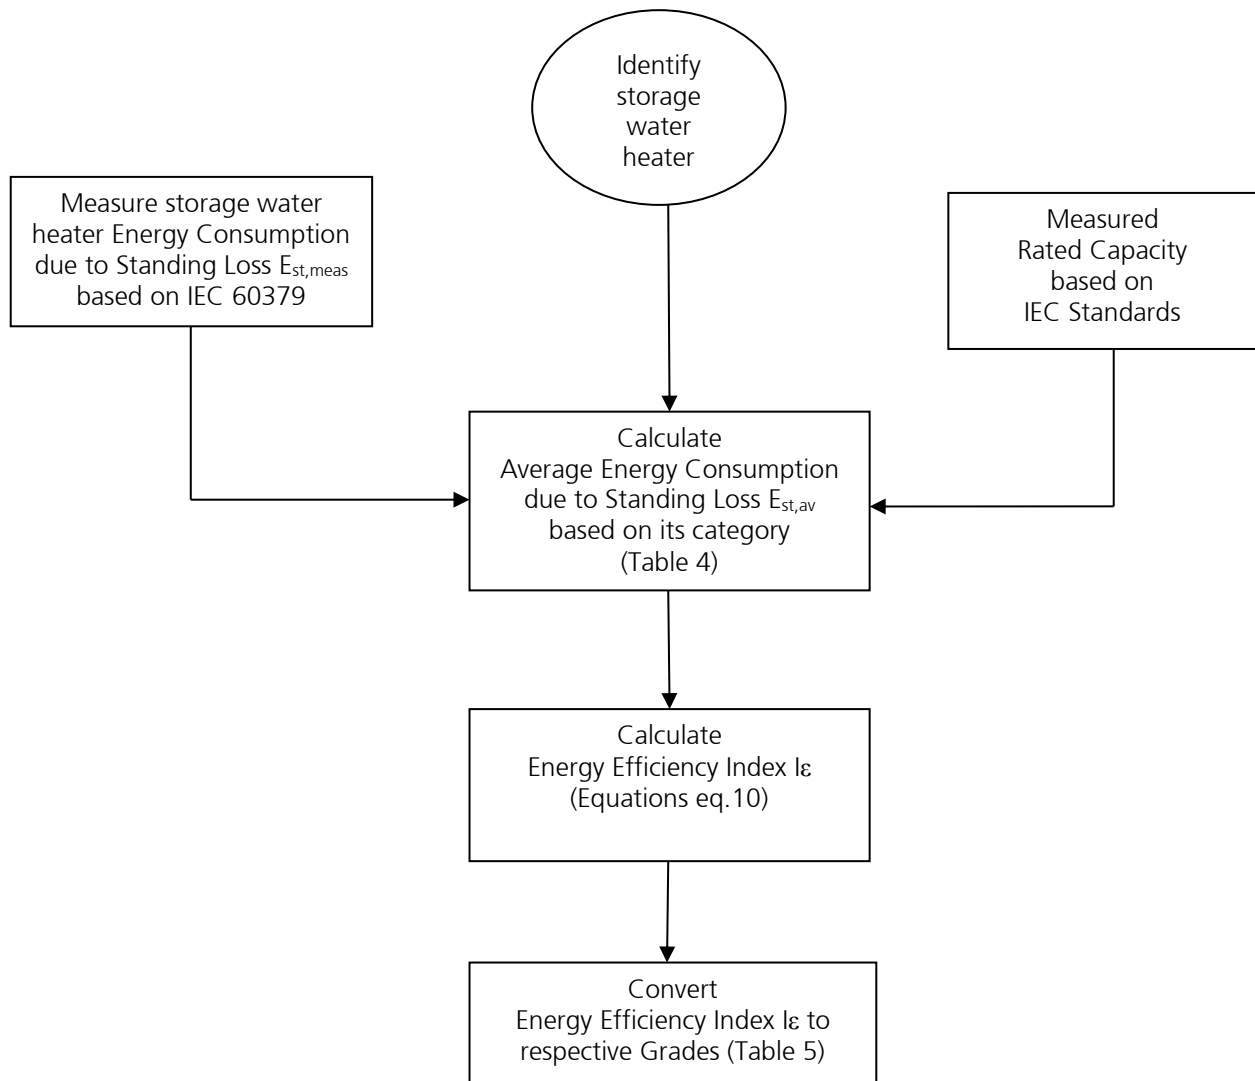 Identify
storage
water
heater
Measure storage water
heater Energy Consumption
due to Standing Loss Est,meas
based on IEC 60379
Measured
Rated Capacity
based on
IEC Standards
Calculate
Average Energy Consumption
due to Standing Loss Est,av
based on its category
(Table 4)
Calculate
Energy Efficiency Index Iε
(Equations eq.10)
Convert
Energy Efficiency Index Iε to
respective Grades (Table 5)